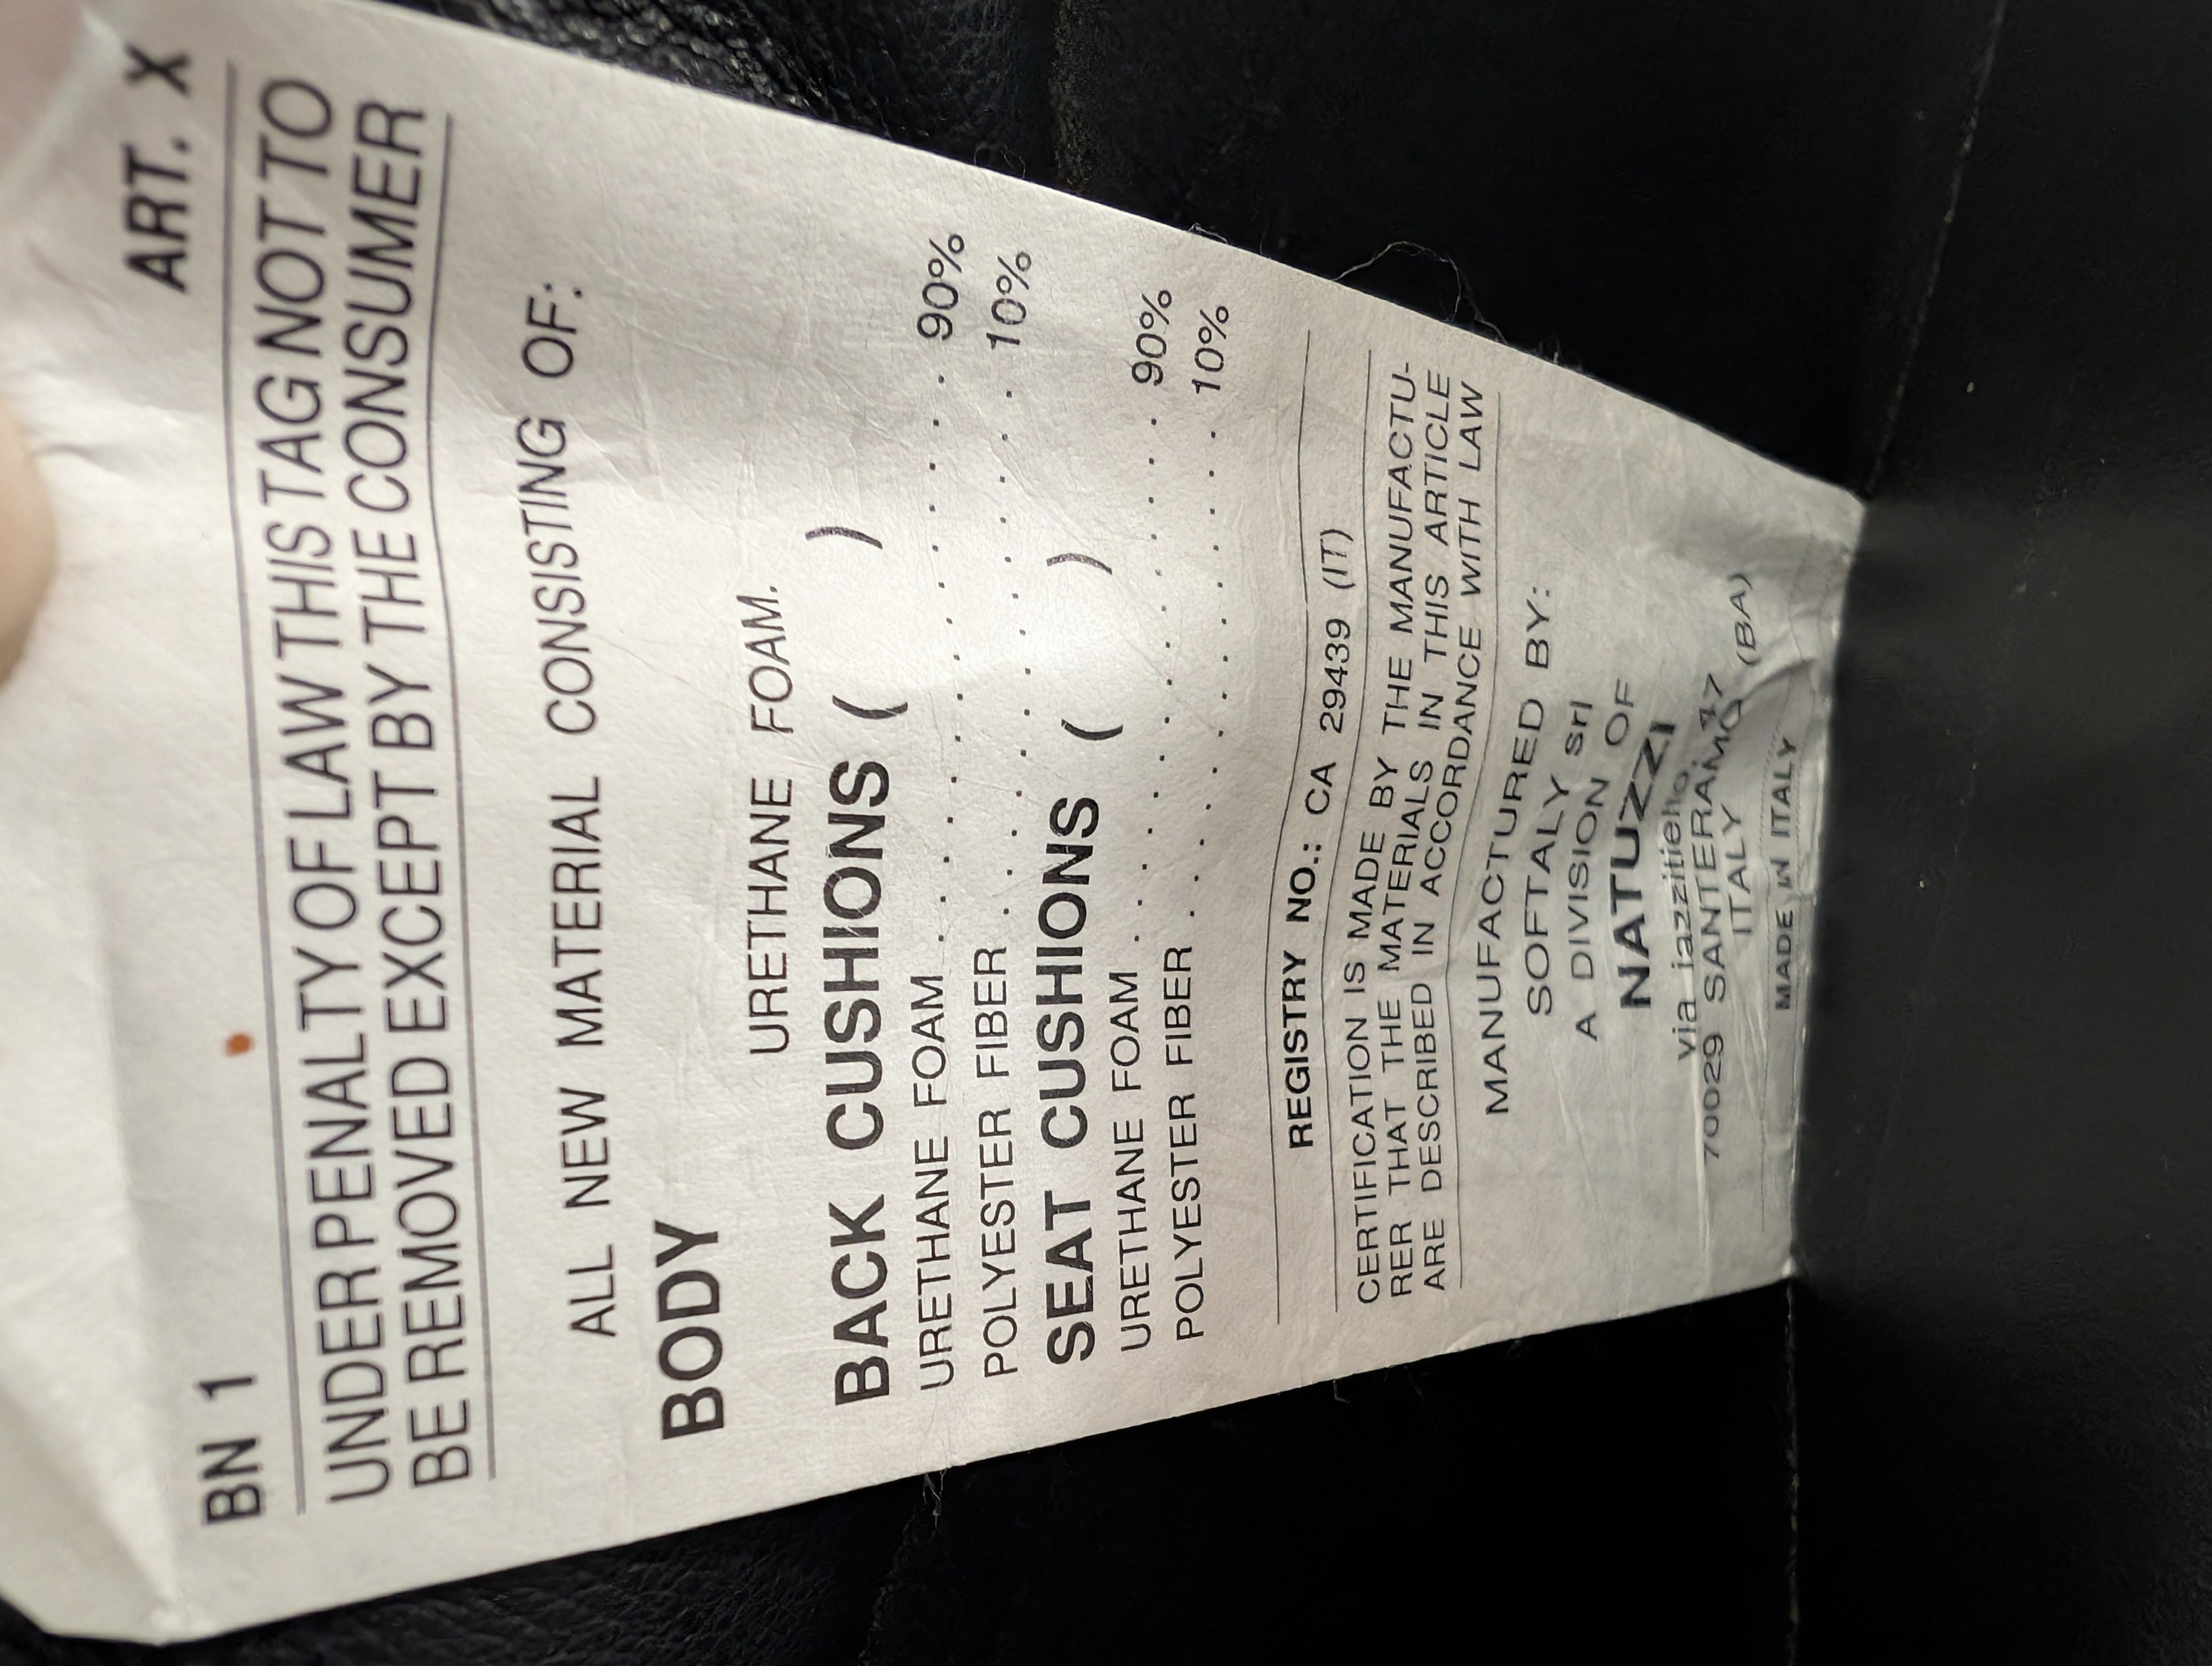 BN 1 ART. X
UNDER PENALTY OF LAW THIS TAG NOT TO
BE REMOVED EXCEPT BY THE CONSUMER
ALL NEW MATERIAL CONSISTING OF:
BODY
URETHANE FOAM.
BACK CUSHIONS ( )
URETHANE FOAM . . . . . . . . . . 90%
POLYESTER FIBER . . . . . . . . . 10%
SEAT CUSHIONS ( )
URETHANE FOAM . . . . . . . . . . 90%
POLYESTER FIBER . . . . . . . . . 10%
REGISTRY NO.: CA 29439 (IT)
CERTIFICATION IS MADE BY THE MANUFACTU-
RER THAT THE MATERIALS IN THIS ARTICLE
ARE DESCRIBED IN ACCORDANCE WITH LAW
MANUFACTURED BY:
SOFTALY srl
A DIVISION OF
NATUZZI
via iazzitiello, 47
70029 SANTERAMO (BA)
ITALY
MADE IN ITALY